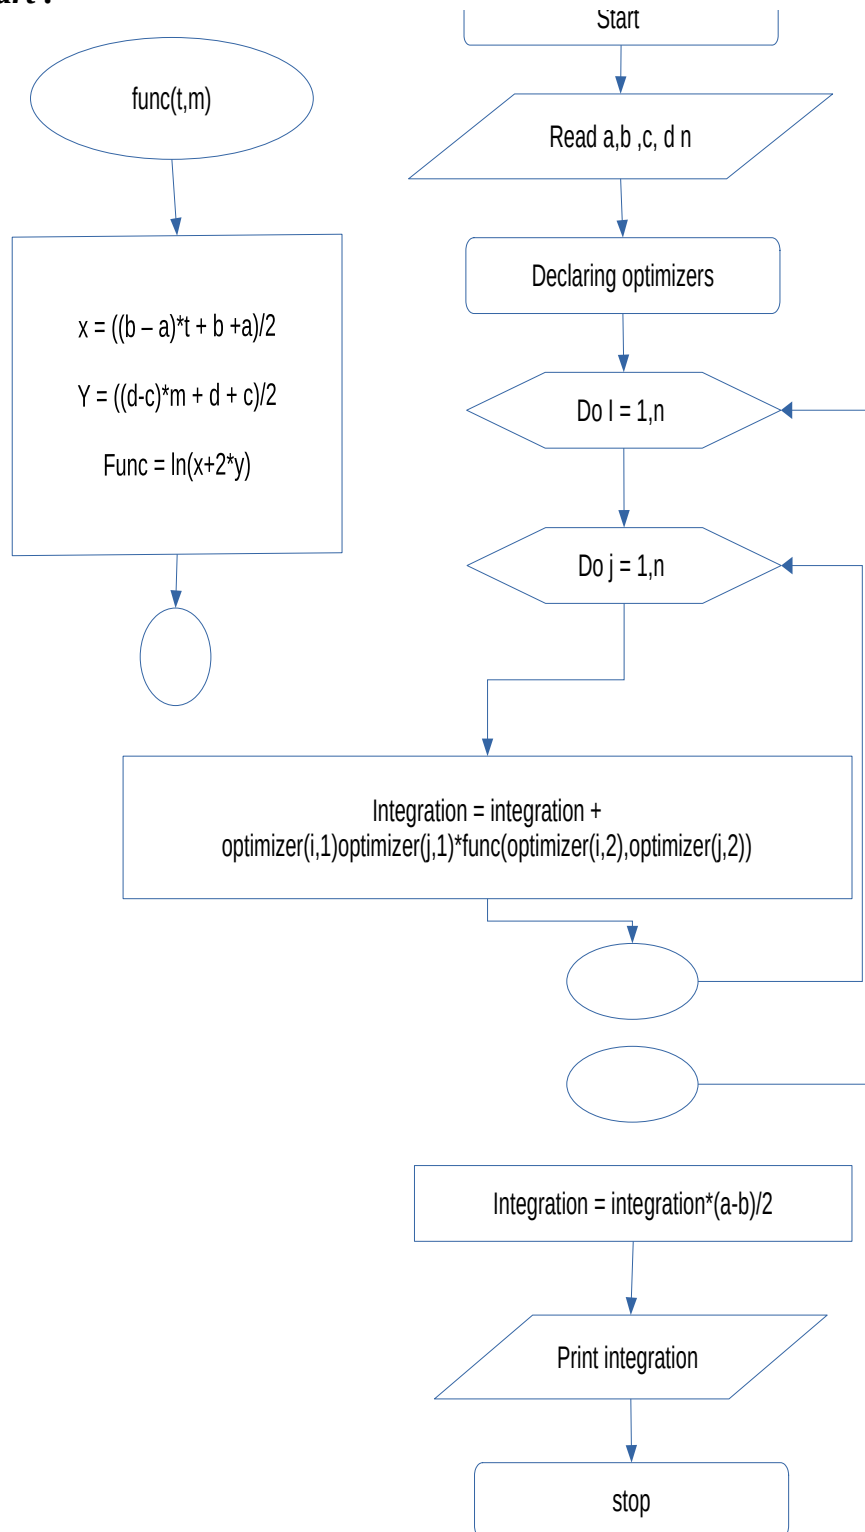 Start
func(t,m)
Read a,b ,c, d n
Declaring optimizers
x = ((b – a)*t + b +a)/2
Y = ((d-c)*m + d + c)/2
Func = ln(x+2*y)
Do I = 1,n
Do j = 1,n
Integration = integration +
optimizer(i,1)optimizer(j,1)*func(optimizer(i,2),optimizer(j,2))
Integration = integration*(a-b)/2
Print integration
stop